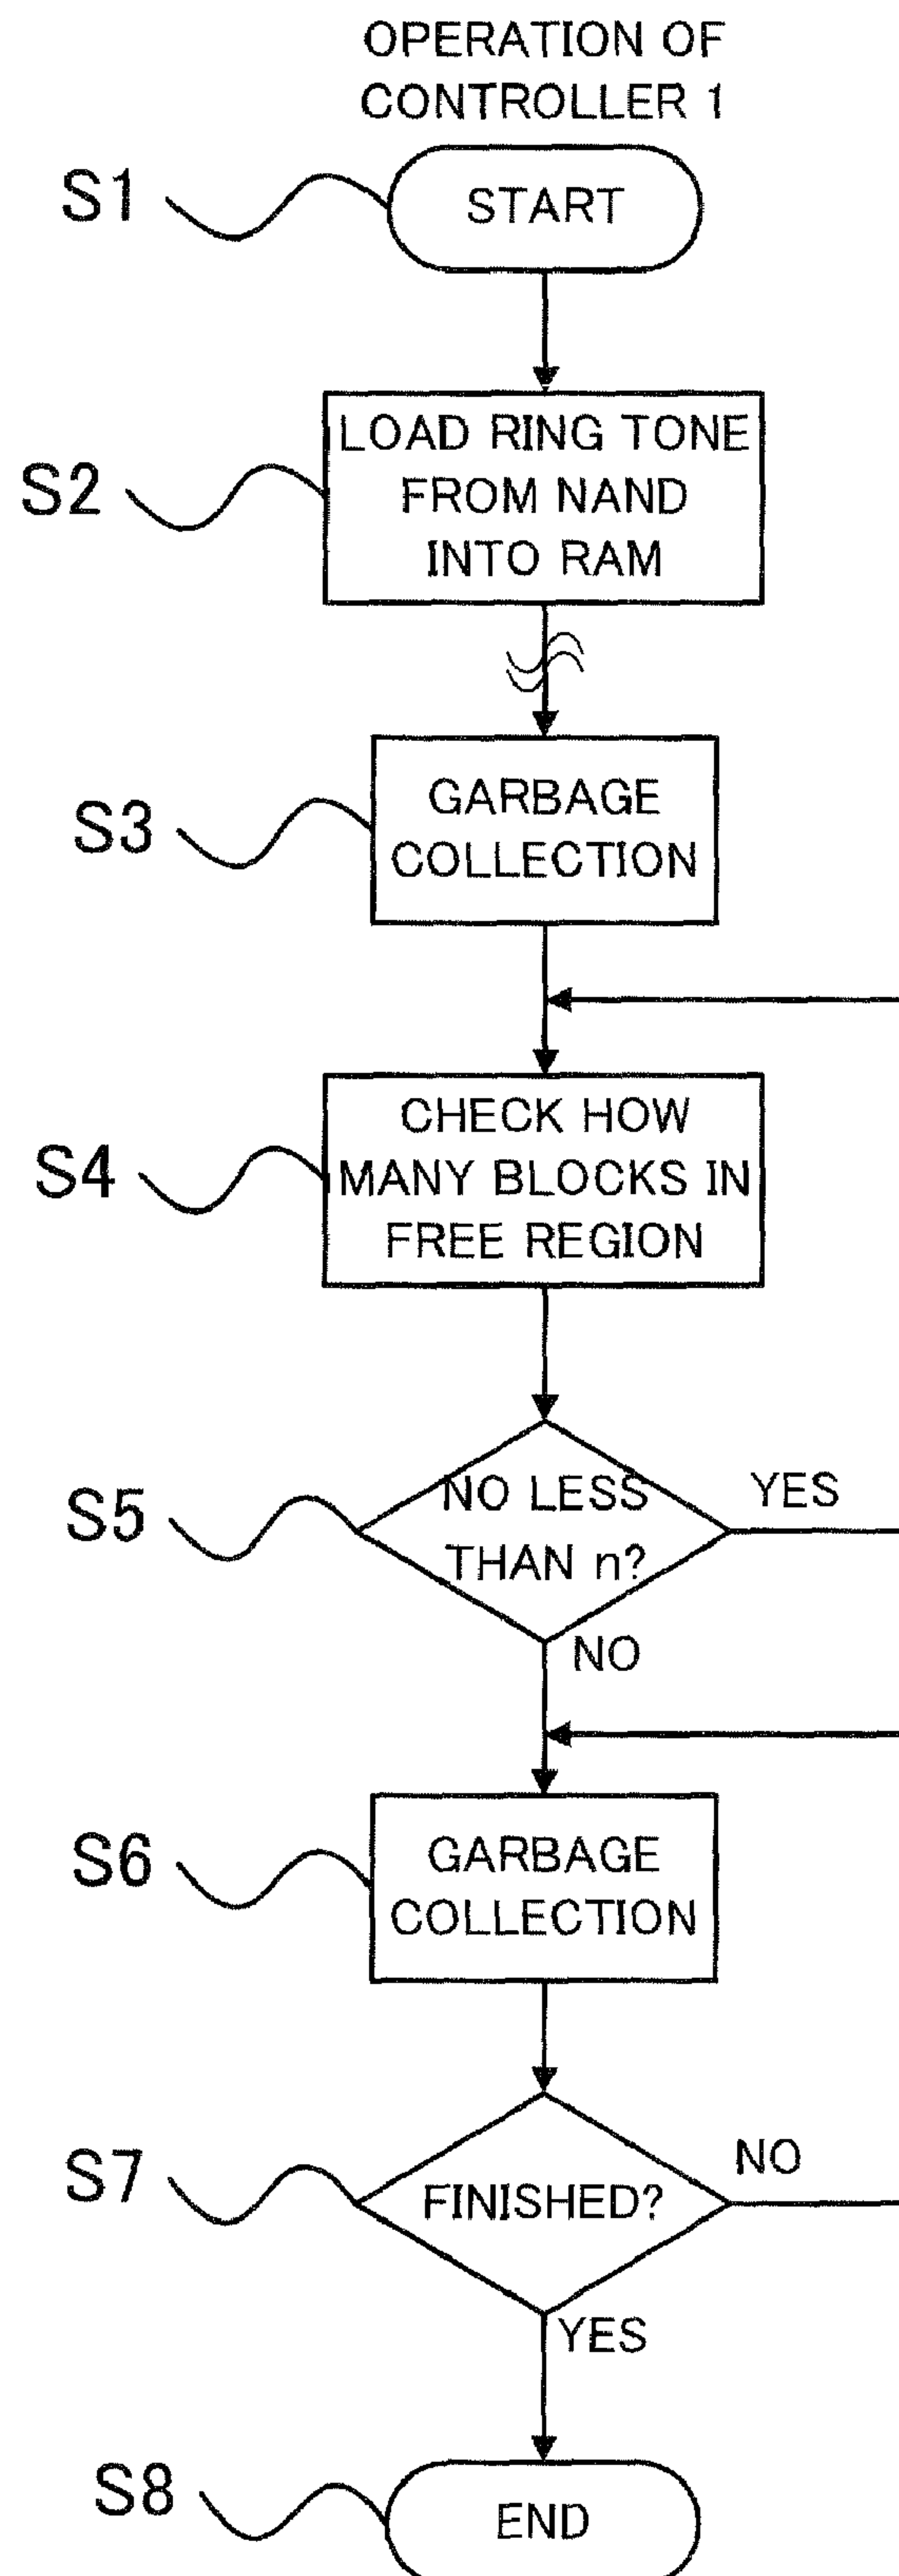 OPERATION OF
CONTROLLER 1
S1
START
S2
LOAD RING TONE
FROM NAND
INTO RAM
S3
GARBAGE
COLLECTION
S4
CHECK HOW
MANY BLOCKS IN
FREE REGION
S5
NO LESS
THAN n?
YES
NO
S6
GARBAGE
COLLECTION
S7
FINISHED?
NO
YES
S8
END